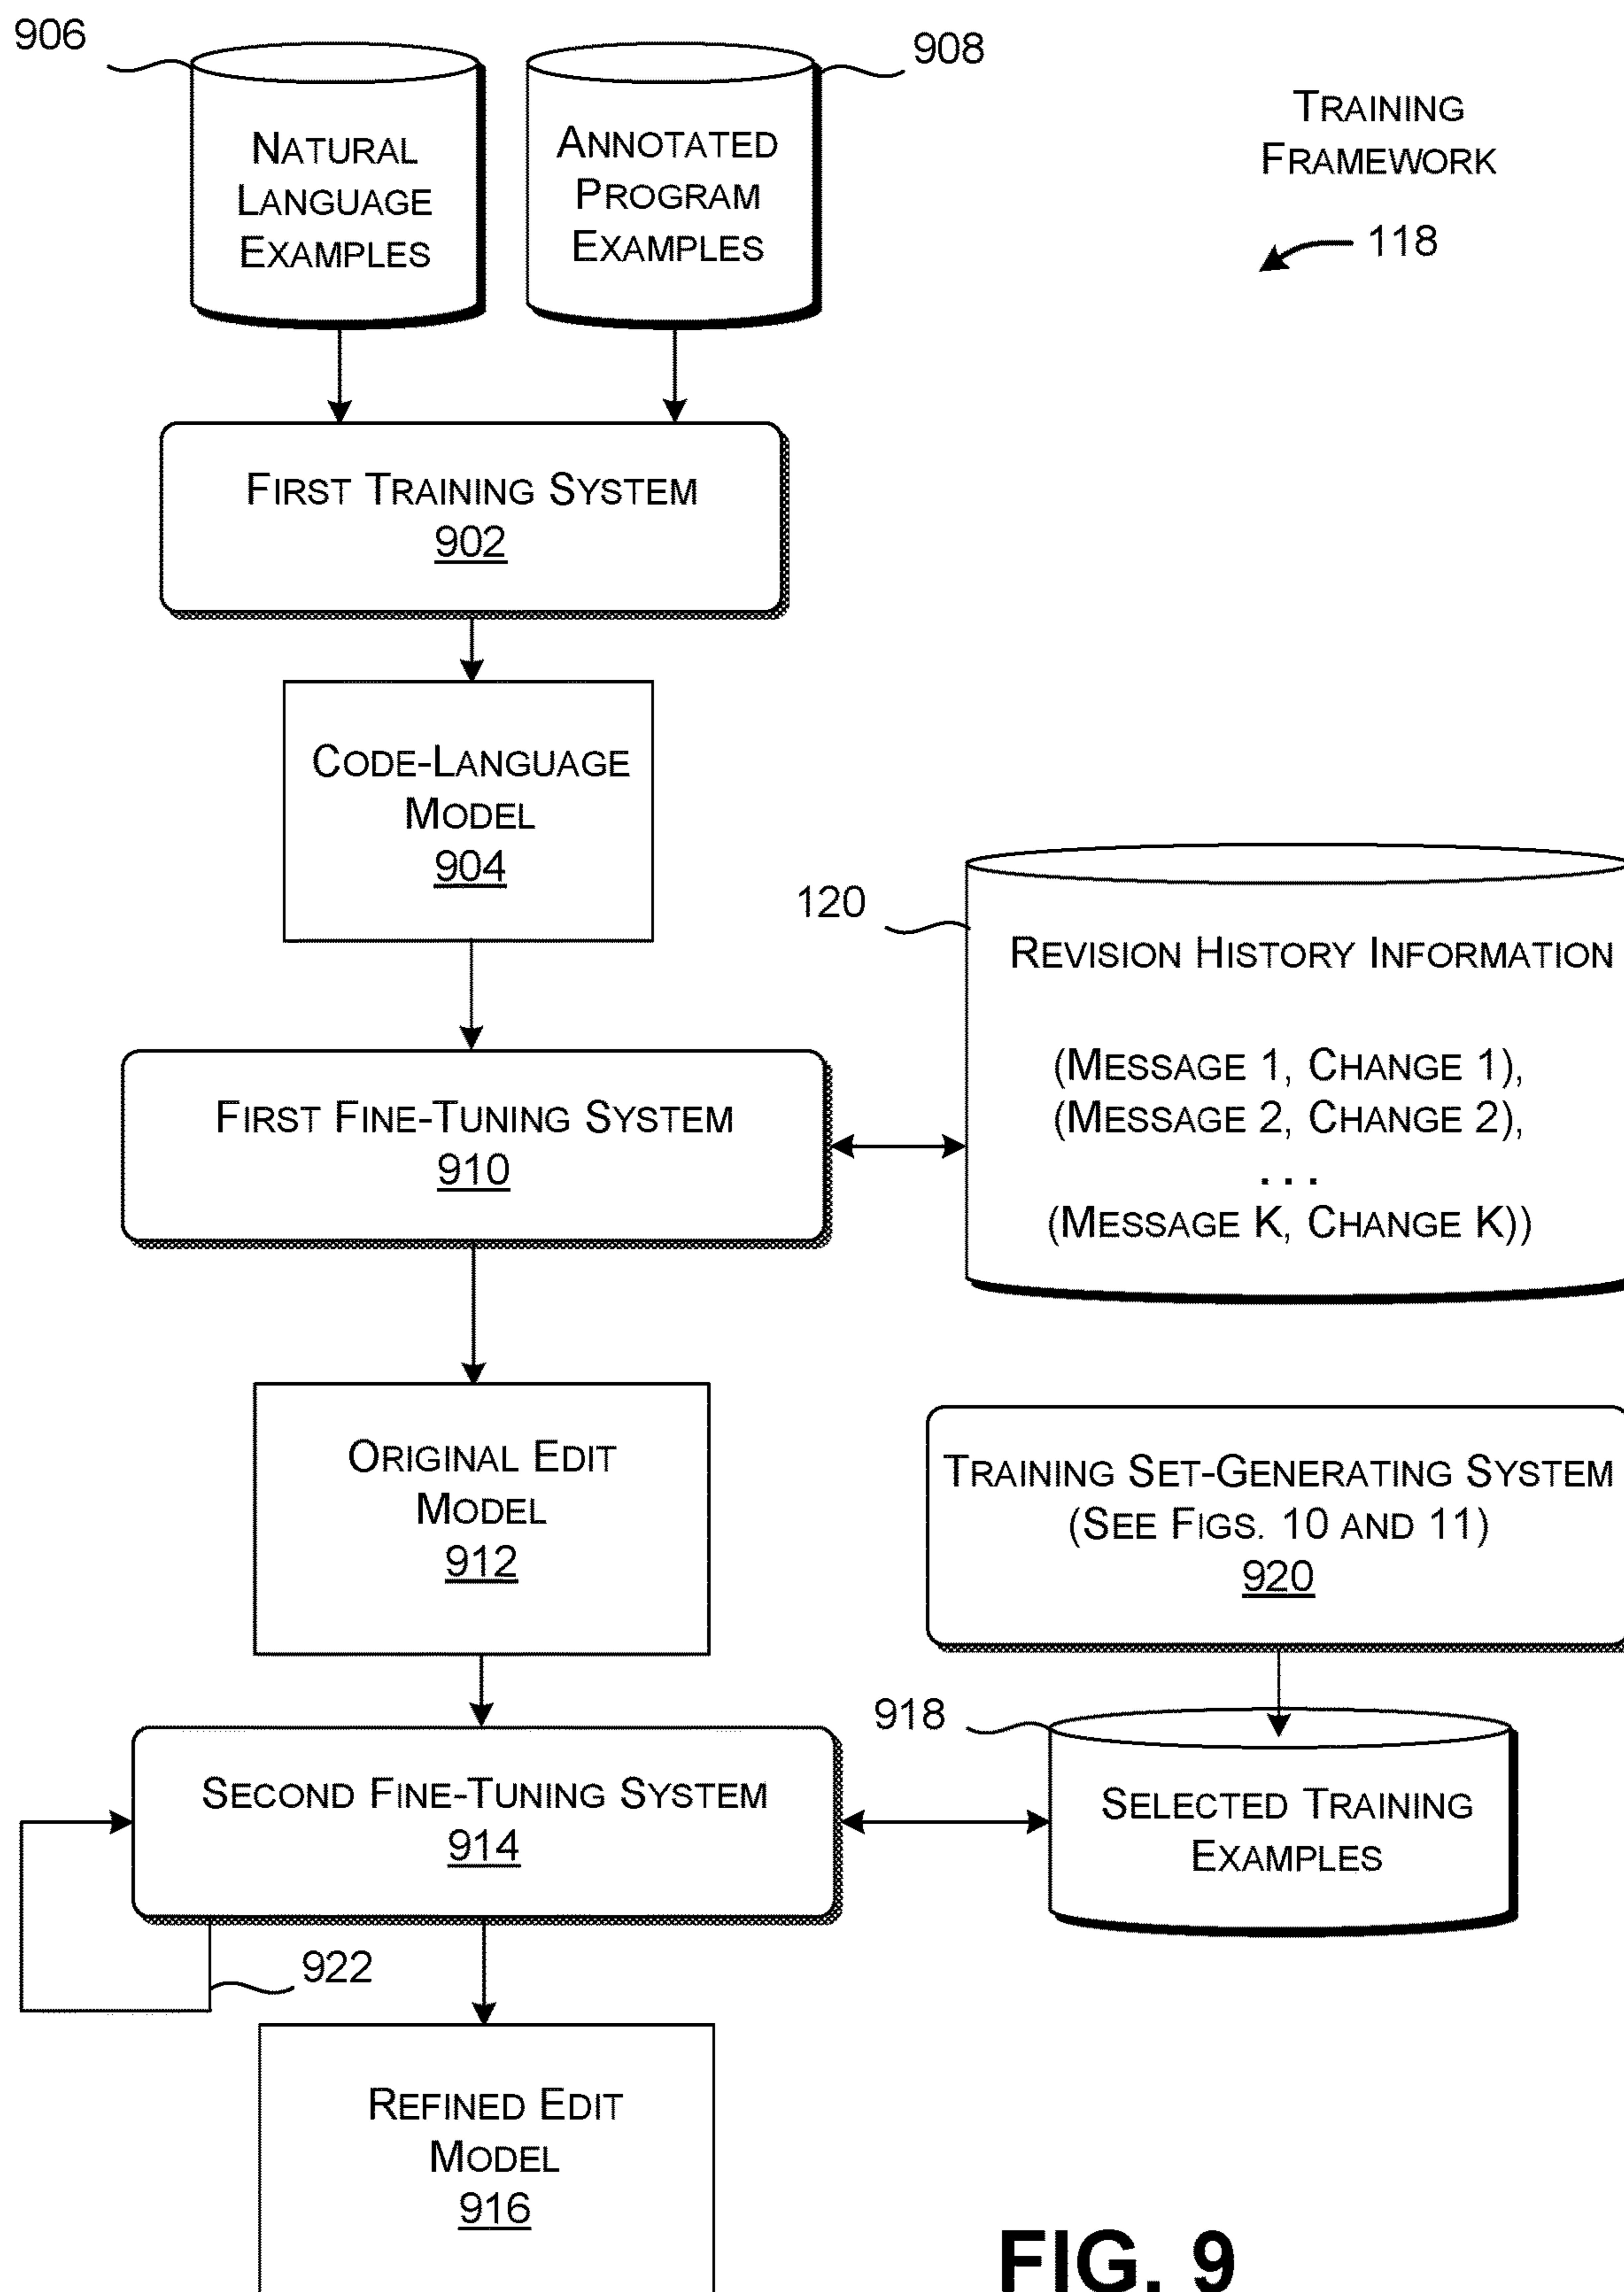 906
908
NATURAL
LANGUAGE
EXAMPLES
ANNOTATED
PROGRAM
EXAMPLES
TRAINING
FRAMEWORK
118
FIRST TRAINING SYSTEM
902
CODE-LANGUAGE
MODEL
904
120
REVISION HISTORY INFORMATION
(MESSAGE 1, CHANGE 1),
(MESSAGE 2, CHANGE 2),
...
(MESSAGE K, CHANGE K))
FIRST FINE-TUNING SYSTEM
910
ORIGINAL EDIT
MODEL
912
TRAINING SET-GENERATING SYSTEM
(SEE FIGS. 10 AND 11)
920
918
SELECTED TRAINING
EXAMPLES
SECOND FINE-TUNING SYSTEM
914
922
REFINED EDIT
MODEL
916
FIG. 9